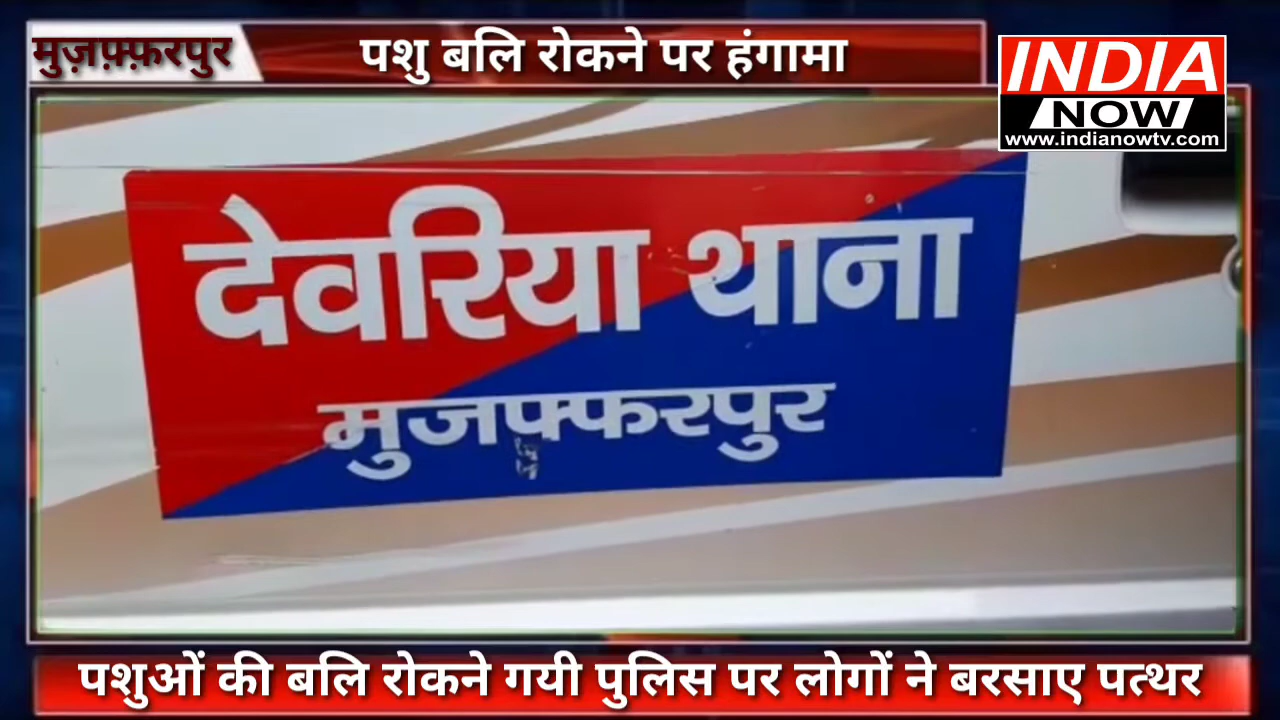 मुज़फ़्फ़रपुर
पशु बलि रोकने पर हंगामा
INDIA
NOW
www.indianowtv.com
देवरिया थाना
मुजफ्फरपुर
पशुओं की बलि रोकने गयी पुलिस पर लोगों ने बरसाए पत्थर